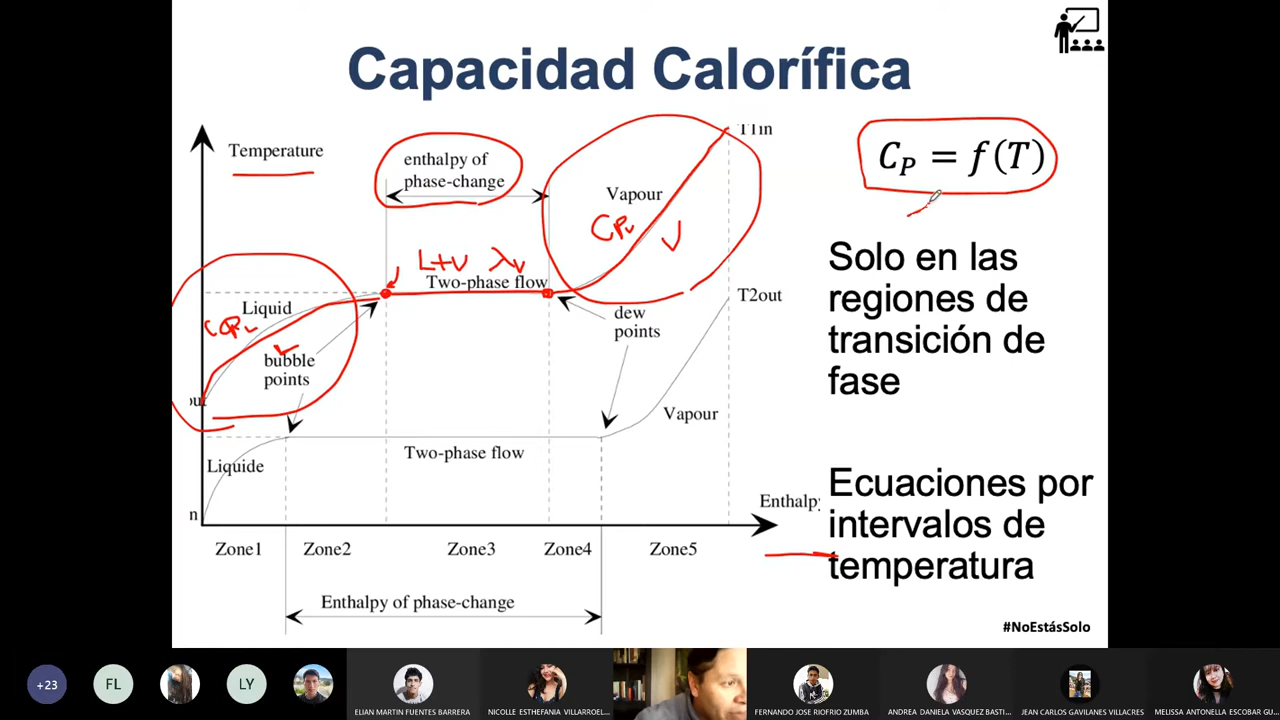 Capacidad Calorífica
Temperature
enthalpy of
phase-change
Vapour
T1in
CPv
V
L+V λv
Two-phase flow
Liquid
CPL
L
bubble
points
dew
points
T2out
Vapour
Two-phase flow
Liquide
n
Enthalpy
Zone1
Zone2
Zone3
Zone4
Zone5
Enthalpy of phase-change
C_P = f(T)
Solo en las
regiones de
transición de
fase
Ecuaciones por
intervalos de
temperatura
#NoEstásSolo
+23
FL
LY
ELIAN MARTIN FUENTES BARRERA
NICOLLE ESTHEFANIA VILLARROEL...
FERNANDO JOSE RIOFRIO ZUMBA
ANDREA DANIELA VASQUEZ BASTI...
JEAN CARLOS GAVILANES VILLACRES
MELISSA ANTONELLA ESCOBAR GU...